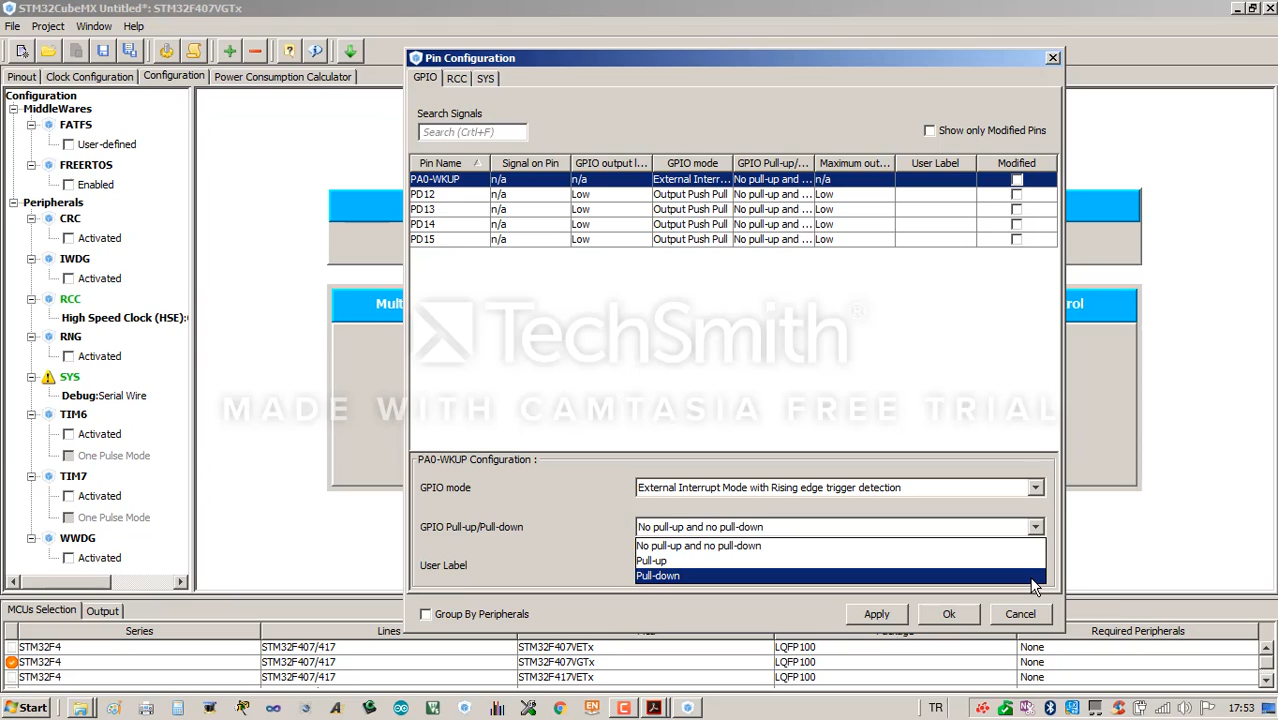 STM32CubeMX Untitled*: STM32F407VGTx
File Project Window Help
Pinout Clock Configuration Configuration Power Consumption Calculator
Configuration
MiddleWares
FATFS
User-defined
FREERTOS
Enabled
Peripherals
CRC
Activated
IWDG
Activated
RCC
High Speed Clock (HSE):
RNG
Activated
SYS
Debug:Serial Wire
TIM6
Activated
One Pulse Mode
TIM7
Activated
One Pulse Mode
WWDG
Activated
Pin Configuration
GPIO RCC SYS
Search Signals
Search (CrtI+F)
Show only Modified Pins
Pin Name Signal on Pin GPIO output l... GPIO mode GPIO Pull-up/... Maximum out... User Label Modified
PA0-WKUP n/a n/a External Interr... No pull-up and ... n/a
PD12 n/a Low Output Push Pull No pull-up and ... Low
PD13 n/a Low Output Push Pull No pull-up and ... Low
PD14 n/a Low Output Push Pull No pull-up and ... Low
PD15 n/a Low Output Push Pull No pull-up and ... Low
TechSmith®
MADE WITH CAMTASIA FREE TRIAL
PA0-WKUP Configuration :
GPIO mode External Interrupt Mode with Rising edge trigger detection
GPIO Pull-up/Pull-down No pull-up and no pull-down
No pull-up and no pull-down
Pull-up
Pull-down
User Label
Group By Peripherals Apply Ok Cancel
MCUs Selection Output
Series Lines Required Peripherals
STM32F4 STM32F407/417 STM32F407VETx LQFP100 None
STM32F4 STM32F407/417 STM32F407VGTx LQFP100 None
STM32F4 STM32F407/417 STM32F417VETx LQFP100 None
Start EN TR 17:53